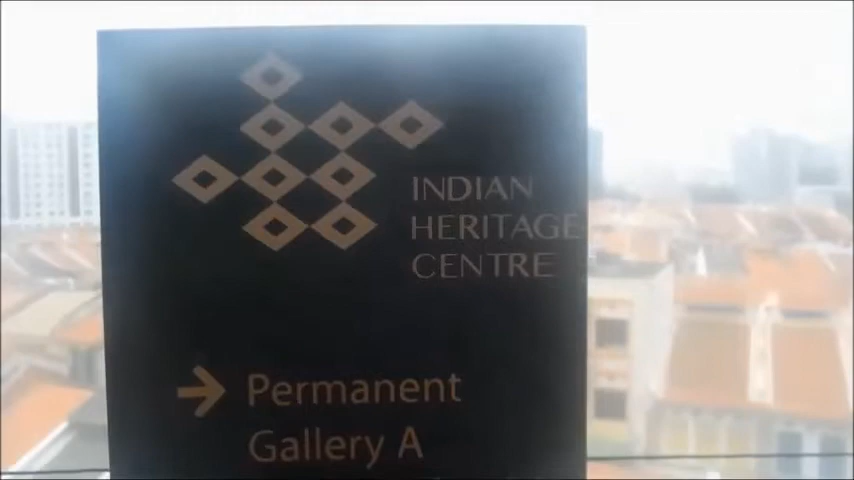 INDIAN
HERITAGE
CENTRE
Permanent
Gallery A